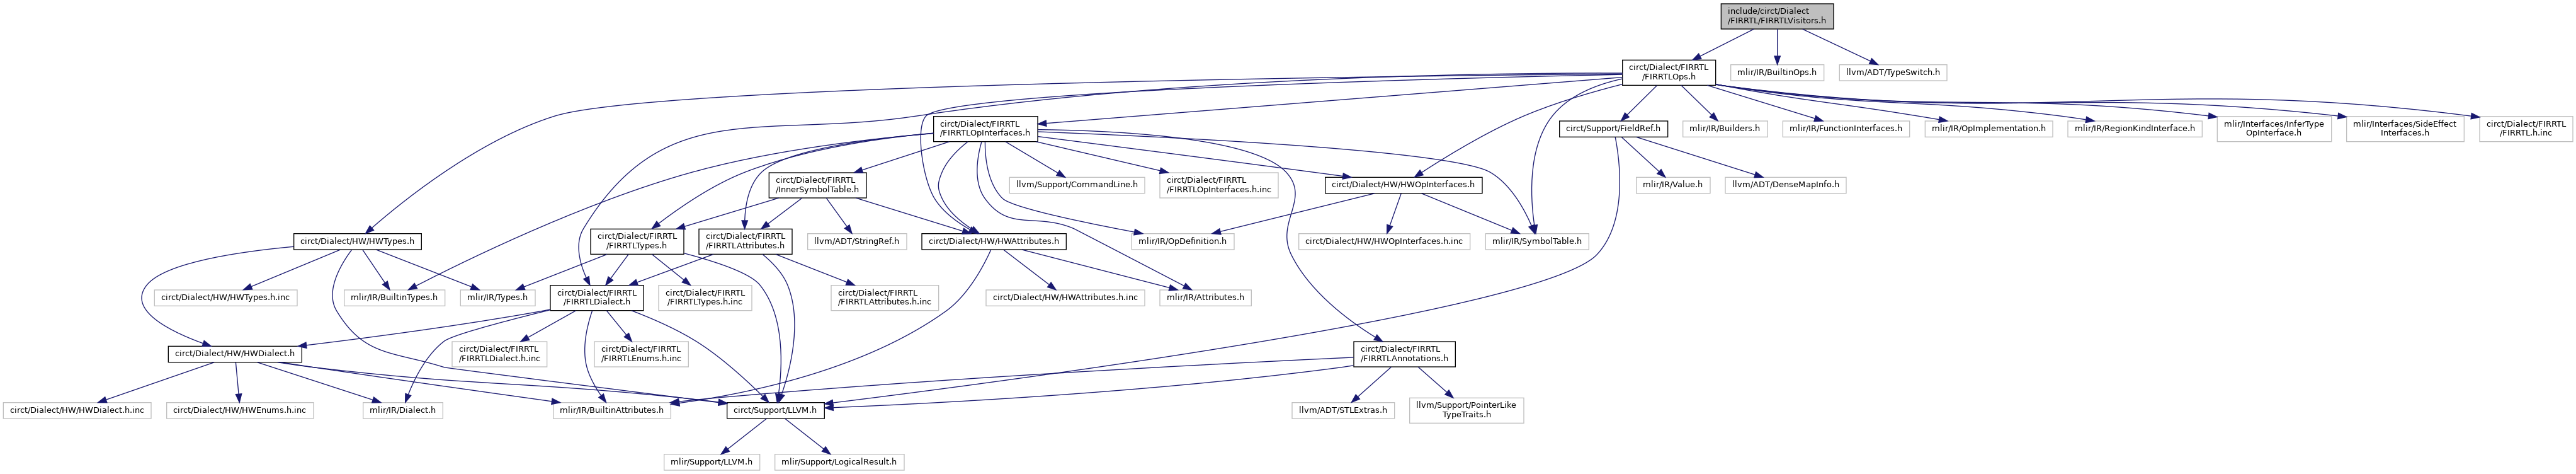 include/circt/Dialect
/FIRRTL/FIRRTLVisitors.h
circt/Dialect/FIRRTL
/FIRRTLOps.h
mlir/IR/BuiltinOps.h
llvm/ADT/TypeSwitch.h
circt/Dialect/FIRRTL
/FIRRTLOpInterfaces.h
circt/Support/FieldRef.h
mlir/IR/Builders.h
mlir/IR/FunctionInterfaces.h
mlir/IR/OpImplementation.h
mlir/IR/RegionKindInterface.h
mlir/Interfaces/InferType
OpInterface.h
mlir/Interfaces/SideEffect
Interfaces.h
circt/Dialect/FIRRTL
/FIRRTL.h.inc
circt/Dialect/FIRRTL
/InnerSymbolTable.h
llvm/Support/CommandLine.h
circt/Dialect/FIRRTL
/FIRRTLOpInterfaces.h.inc
circt/Dialect/HW/HWOpInterfaces.h
mlir/IR/Value.h
llvm/ADT/DenseMapInfo.h
circt/Dialect/HW/HWTypes.h
circt/Dialect/FIRRTL
/FIRRTLTypes.h
circt/Dialect/FIRRTL
/FIRRTLAttributes.h
llvm/ADT/StringRef.h
circt/Dialect/HW/HWAttributes.h
mlir/IR/OpDefinition.h
circt/Dialect/HW/HWOpInterfaces.h.inc
mlir/IR/SymbolTable.h
circt/Dialect/HW/HWTypes.h.inc
mlir/IR/BuiltinTypes.h
mlir/IR/Types.h
circt/Dialect/FIRRTL
/FIRRTLDialect.h
circt/Dialect/FIRRTL
/FIRRTLTypes.h.inc
circt/Dialect/FIRRTL
/FIRRTLAttributes.h.inc
circt/Dialect/HW/HWAttributes.h.inc
mlir/IR/Attributes.h
circt/Dialect/HW/HWDialect.h
circt/Dialect/FIRRTL
/FIRRTLDialect.h.inc
circt/Dialect/FIRRTL
/FIRRTLEnums.h.inc
circt/Dialect/FIRRTL
/FIRRTLAnnotations.h
circt/Dialect/HW/HWDialect.h.inc
circt/Dialect/HW/HWEnums.h.inc
mlir/IR/Dialect.h
mlir/IR/BuiltinAttributes.h
circt/Support/LLVM.h
llvm/ADT/STLExtras.h
llvm/Support/PointerLike
TypeTraits.h
mlir/Support/LLVM.h
mlir/Support/LogicalResult.h